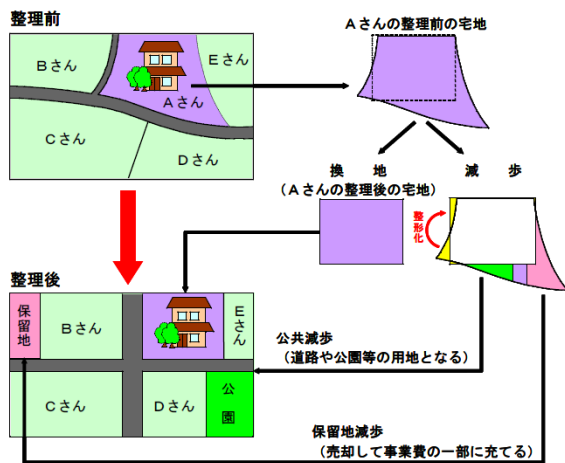 整理前
Bさん
Eさん
Aさん
Cさん
Dさん
Aさんの整理前の宅地
換地
(Aさんの整理後の宅地)
減歩
整形化
整理後
保留地
Bさん
Eさん
Cさん
Dさん
公園
公共減歩
(道路や公園等の用地となる)
保留地減歩
(売却して事業費の一部に充てる)